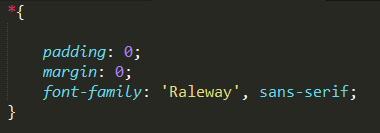 *{
padding: 0;
margin: 0;
font-family: 'Raleway', sans-serif;
}